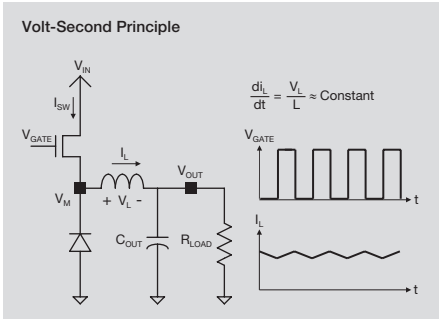 Volt-Second Principle
V_IN
I_SW
V_GATE
I_L
V_OUT
V_M
+ V_L -
C_OUT
R_LOAD
di_L/dt = V_L/L ≈ Constant
V_GATE
t
I_L
t